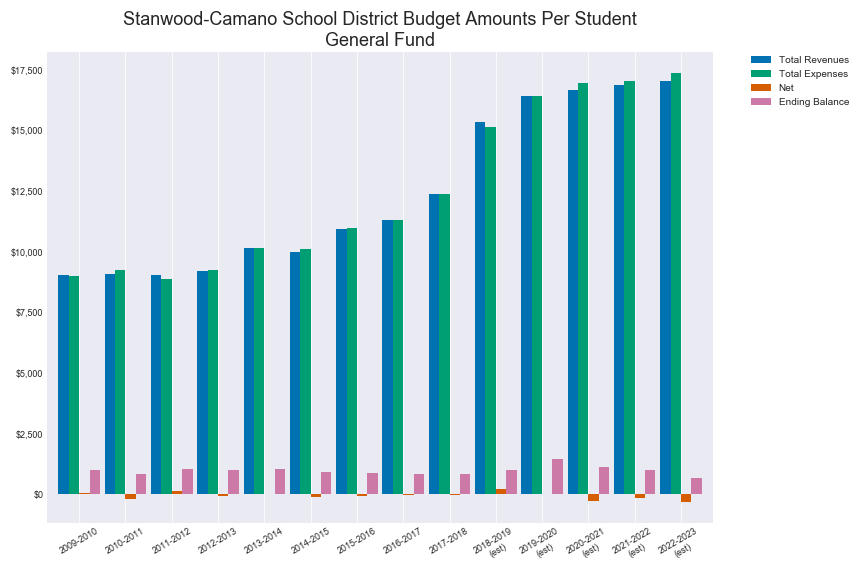 Stanwood-Camano School District Budget Amounts Per Student
General Fund
Total Revenues
Total Expenses
Net
Ending Balance
$17,500
$15,000
$12,500
$10,000
$7,500
$5,000
$2,500
$0
2009-2010
2010-2011
2011-2012
2012-2013
2013-2014
2014-2015
2015-2016
2016-2017
2017-2018
2018-2019
(est)
2019-2020
(est)
2020-2021
(est)
2021-2022
(est)
2022-2023
(est)